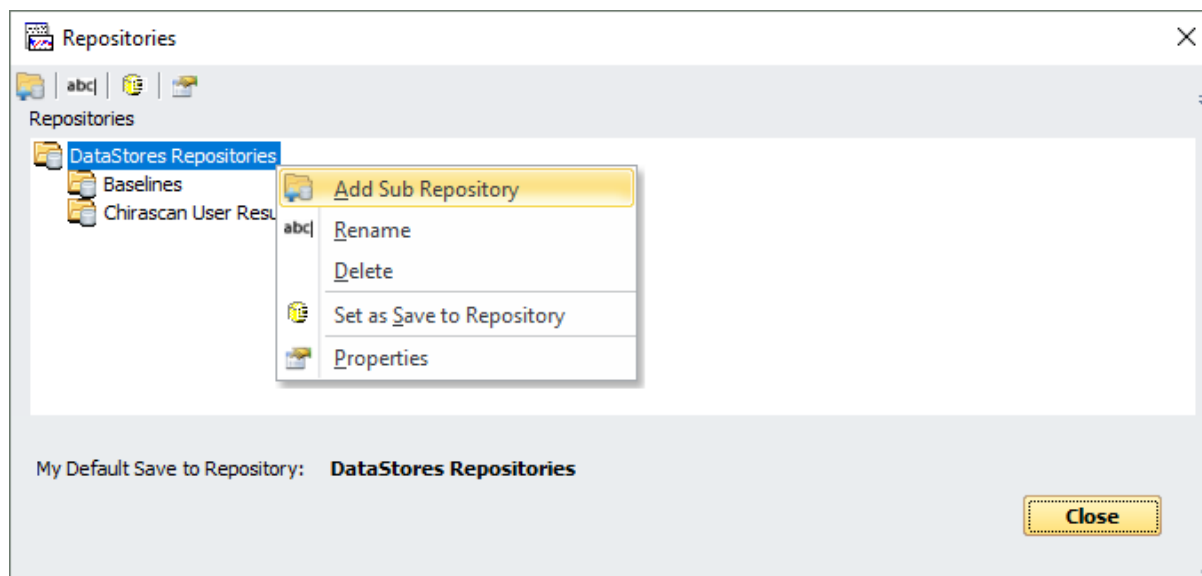 Repositories
abc|
Repositories
DataStores Repositories
Baselines
Chirascan User Resu
Add Sub Repository
abc| Rename
Delete
Set as Save to Repository
Properties
My Default Save to Repository: DataStores Repositories
Close